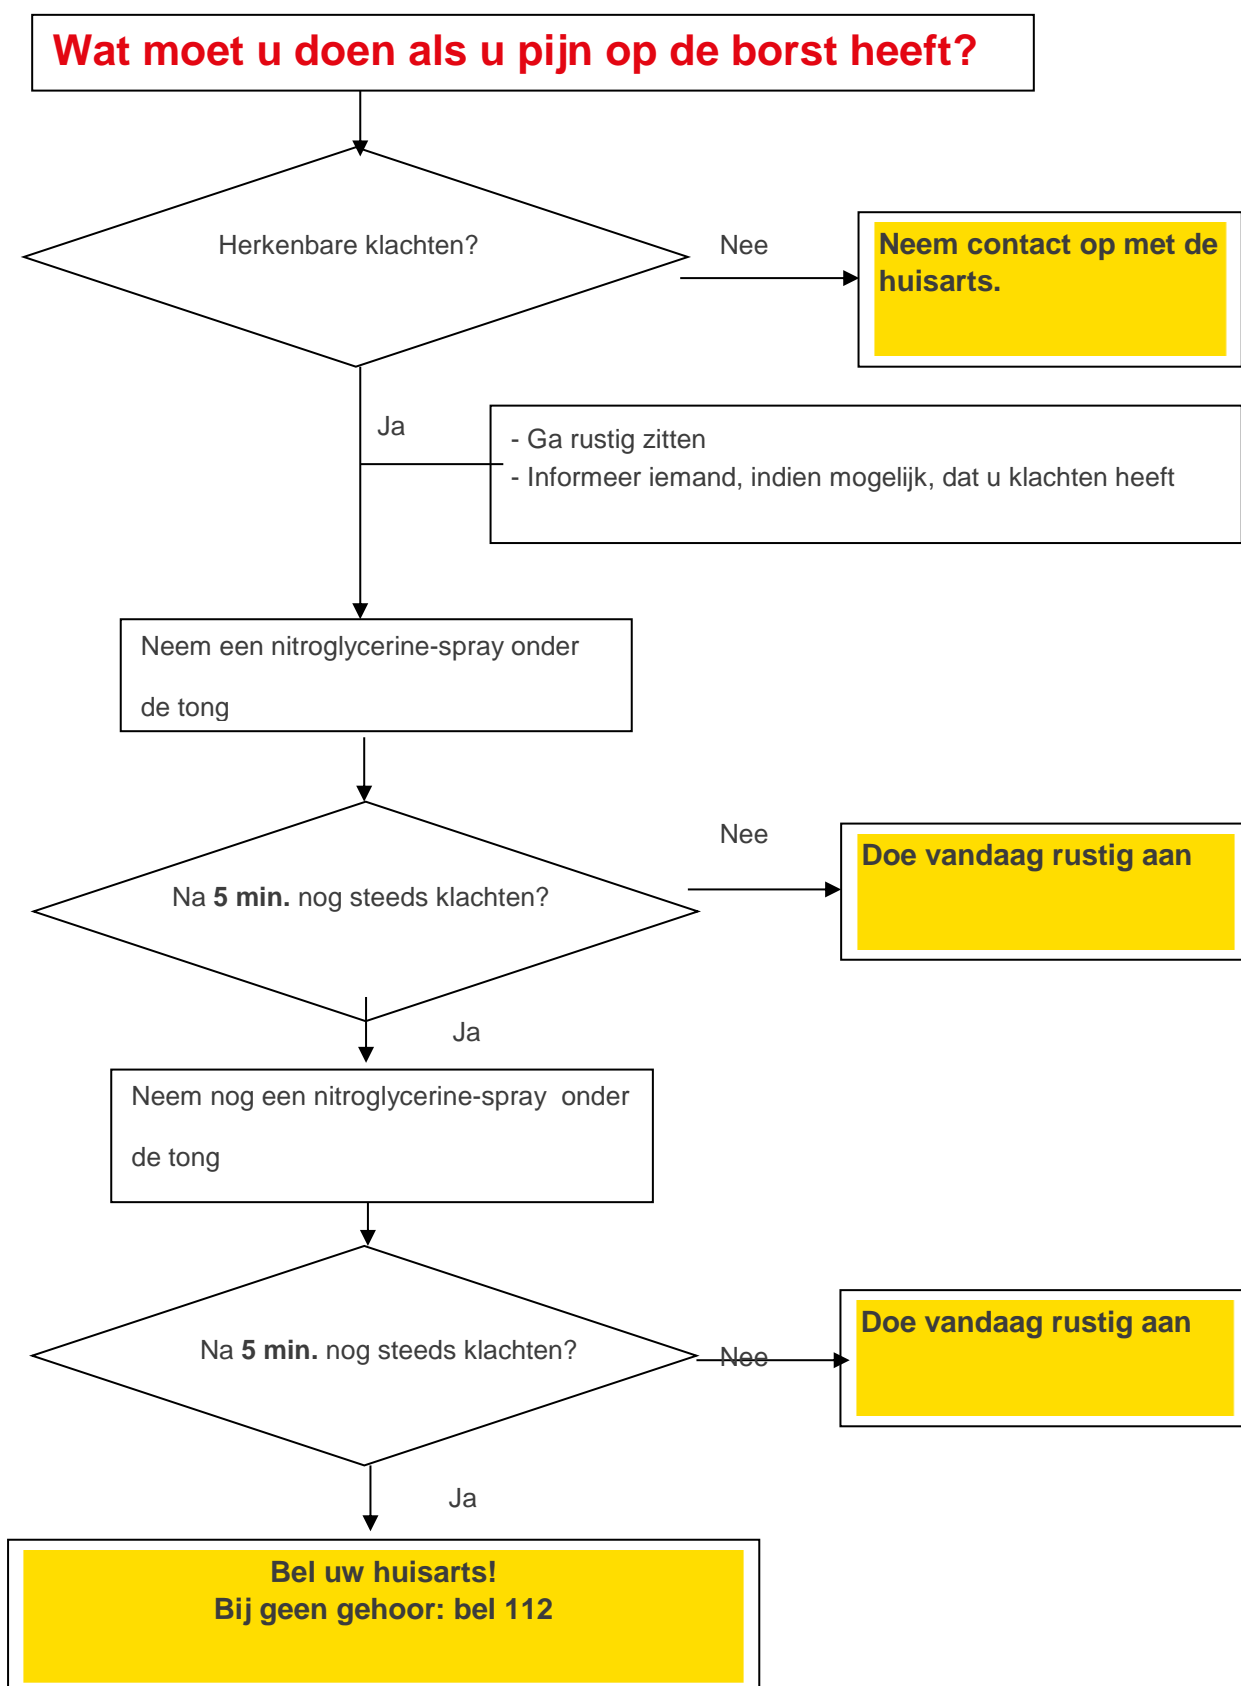 Wat moet u doen als u pijn op de borst heeft?
Herkenbare klachten?
Nee
Neem contact op met de
huisarts.
Ja
- Ga rustig zitten
- Informeer iemand, indien mogelijk, dat u klachten heeft
Neem een nitroglycerine-spray onder
de tong
Nee
Doe vandaag rustig aan
Na 5 min. nog steeds klachten?
Ja
Neem nog een nitroglycerine-spray  onder
de tong
Doe vandaag rustig aan
Na 5 min. nog steeds klachten?
Nee
Ja
Bel uw huisarts!
Bij geen gehoor: bel 112